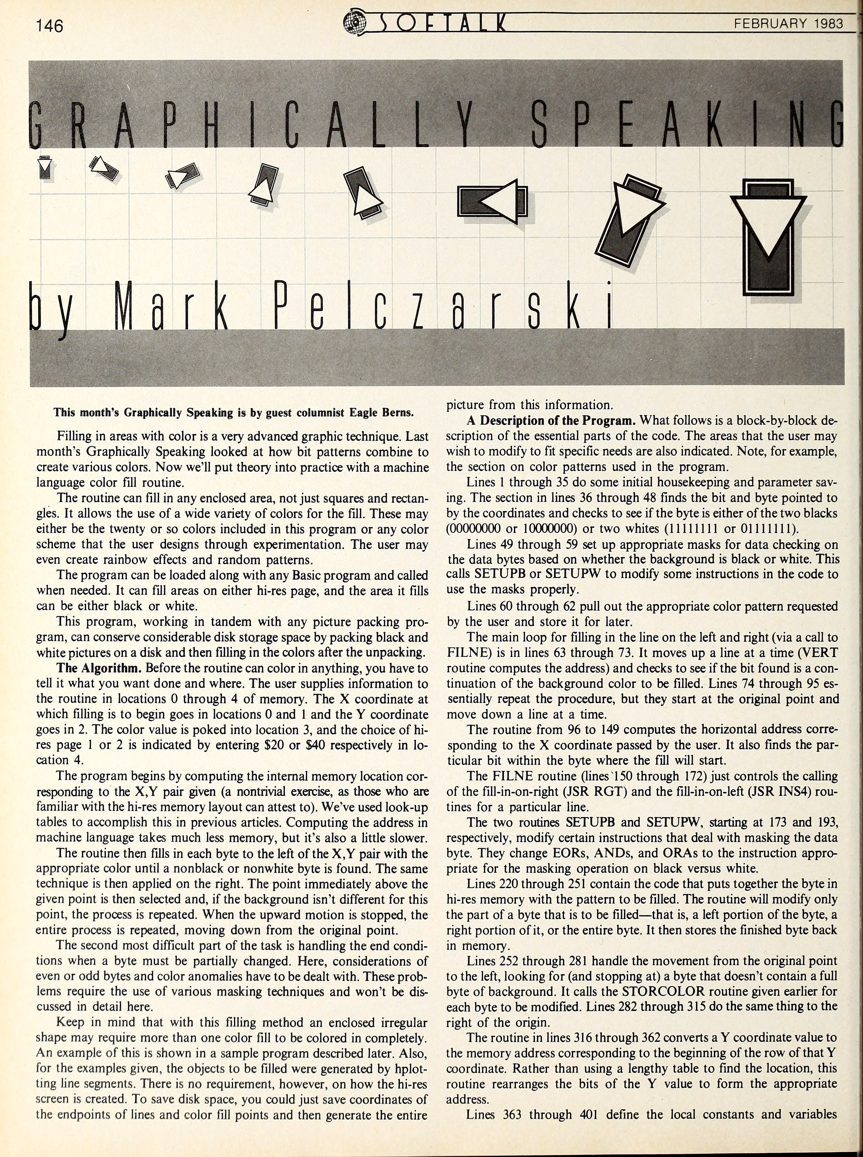 146
SOFTALK
FEBRUARY 1983
GRAPHICALLY SPEAKING
by Mark Pelczarski
This month's Graphically Speaking is by guest columnist Eagle Berns.
Filling in areas with color is a very advanced graphic technique. Last
month's Graphically Speaking looked at how bit patterns combine to
create various colors. Now we'll put theory into practice with a machine
language color fill routine.
The routine can fill in any enclosed area, not just squares and rectan-
gles. It allows the use of a wide variety of colors for the fill. These may
either be the twenty or so colors included in this program or any color
scheme that the user designs through experimentation. The user may
even create rainbow effects and random patterns.
The program can be loaded along with any Basic program and called
when needed. It can fill areas on either hi-res page, and the area it fills
can be either black or white.
This program, working in tandem with any picture packing pro-
gram, can conserve considerable disk storage space by packing black and
white pictures on a disk and then filling in the colors after the unpacking.
The Algorithm. Before the routine can color in anything, you have to
tell it what you want done and where. The user supplies information to
the routine in locations 0 through 4 of memory. The X coordinate at
which filling is to begin goes in locations 0 and 1 and the Y coordinate
goes in 2. The color value is poked into location 3, and the choice of hi-
res page 1 or 2 is indicated by entering $20 or $40 respectively in lo-
cation 4.
The program begins by computing the internal memory location cor-
responding to the X,Y pair given (a nontrivial exercise, as those who are
familiar with the hi-res memory layout can attest to). We've used look-up
tables to accomplish this in previous articles. Computing the address in
machine language takes much less memory, but it's also a little slower.
The routine then fills in each byte to the left of the X,Y pair with the
appropriate color until a nonblack or nonwhite byte is found. The same
technique is then applied on the right. The point immediately above the
given point is then selected and, if the background isn't different for this
point, the process is repeated. When the upward motion is stopped, the
entire process is repeated, moving down from the original point.
The second most difficult part of the task is handling the end condi-
tions when a byte must be partially changed. Here, considerations of
even or odd bytes and color anomalies have to be dealt with. These prob-
lems require the use of various masking techniques and won't be dis-
cussed in detail here.
Keep in mind that with this filling method an enclosed irregular
shape may require more than one color fill to be colored in completely.
An example of this is shown in a sample program described later. Also,
for the examples given, the objects to be filled were generated by hplot-
ting line segments. There is no requirement, however, on how the hi-res
screen is created. To save disk space, you could just save coordinates of
the endpoints of lines and color fill points and then generate the entire
picture from this information.
A Description of the Program. What follows is a block-by-block de-
scription of the essential parts of the code. The areas that the user may
wish to modify to fit specific needs are also indicated. Note, for example,
the section on color patterns used in the program.
Lines 1 through 35 do some initial housekeeping and parameter sav-
ing. The section in lines 36 through 48 finds the bit and byte pointed to
by the coordinates and checks to see if the byte is either of the two blacks
(00000000 or 10000000) or two whites (11111111 or 01111111).
Lines 49 through 59 set up appropriate masks for data checking on
the data bytes based on whether the background is black or white. This
calls SETUPB or SETUPW to modify some instructions in the code to
use the masks properly.
Lines 60 through 62 pull out the appropriate color pattern requested
by the user and store it for later.
The main loop for filling in the line on the left and right (via a call to
FILNE) is in lines 63 through 73. It moves up a line at a time (VERT
routine computes the address) and checks to see if the bit found is a con-
tinuation of the background color to be filled. Lines 74 through 95 es-
sentially repeat the procedure, but they start at the original point and
move down a line at a time.
The routine from 96 to 149 computes the horizontal address corre-
sponding to the X coordinate passed by the user. It also finds the par-
ticular bit within the byte where the fill will start.
The FILNE routine (lines 150 through 172) just controls the calling
of the fill-in-on-right (JSR RGT) and the fill-in-on-left (JSR INS4) rou-
tines for a particular line.
The two routines SETUPB and SETUPW, starting at 173 and 193,
respectively, modify certain instructions that deal with masking the data
byte. They change EORs, ANDs, and ORAs to the instruction appro-
priate for the masking operation on black versus white.
Lines 220 through 251 contain the code that puts together the byte in
hi-res memory with the pattern to be filled. The routine will modify only
the part of a byte that is to be filled—that is, a left portion of the byte, a
right portion of it, or the entire byte. It then stores the finished byte back
in memory.
Lines 252 through 281 handle the movement from the original point
to the left, looking for (and stopping at) a byte that doesn't contain a full
byte of background. It calls the STORCOLOR routine given earlier for
each byte to be modified. Lines 282 through 315 do the same thing to the
right of the origin.
The routine in lines 316 through 362 converts a Y coordinate value to
the memory address corresponding to the beginning of the row of that Y
coordinate. Rather than using a lengthy table to find the location, this
routine rearranges the bits of the Y value to form the appropriate
address.
Lines 363 through 401 define the local constants and variables